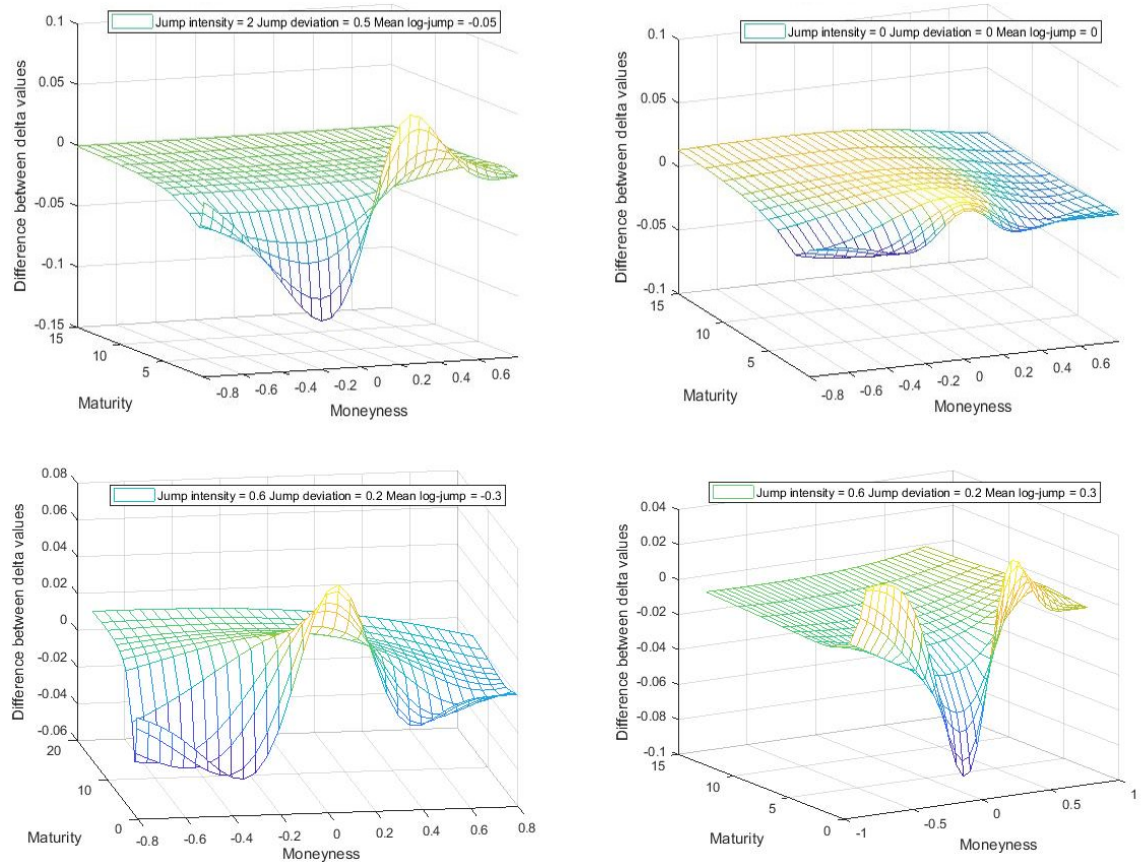 Jump intensity = 2 Jump deviation = 0.5 Mean log-jump = -0.05
0.1
0.05
0
-0.05
-0.1
-0.15
Difference between delta values
15
10
5
Maturity
-0.8 -0.6 -0.4 -0.2 0 0.2 0.4 0.6
Moneyness
Jump intensity = 0 Jump deviation = 0 Mean log-jump = 0
0.1
0.05
0
-0.05
-0.1
Difference between delta values
15
10
5
Maturity
-0.8 -0.6 -0.4 -0.2 0 0.2 0.4 0.6
Moneyness
Jump intensity = 0.6 Jump deviation = 0.2 Mean log-jump = -0.3
0.08
0.06
0.04
0.02
0
-0.02
-0.04
-0.06
Difference between delta values
20
10
0
Maturity
-0.8 -0.6 -0.4 -0.2 0 0.2 0.4 0.6 0.8
Moneyness
Jump intensity = 0.6 Jump deviation = 0.2 Mean log-jump = 0.3
0.04
0.02
0
-0.02
-0.04
-0.06
-0.08
-0.1
Difference between delta values
15
10
5
0
Maturity
-1 -0.5 0 0.5 1
Moneyness